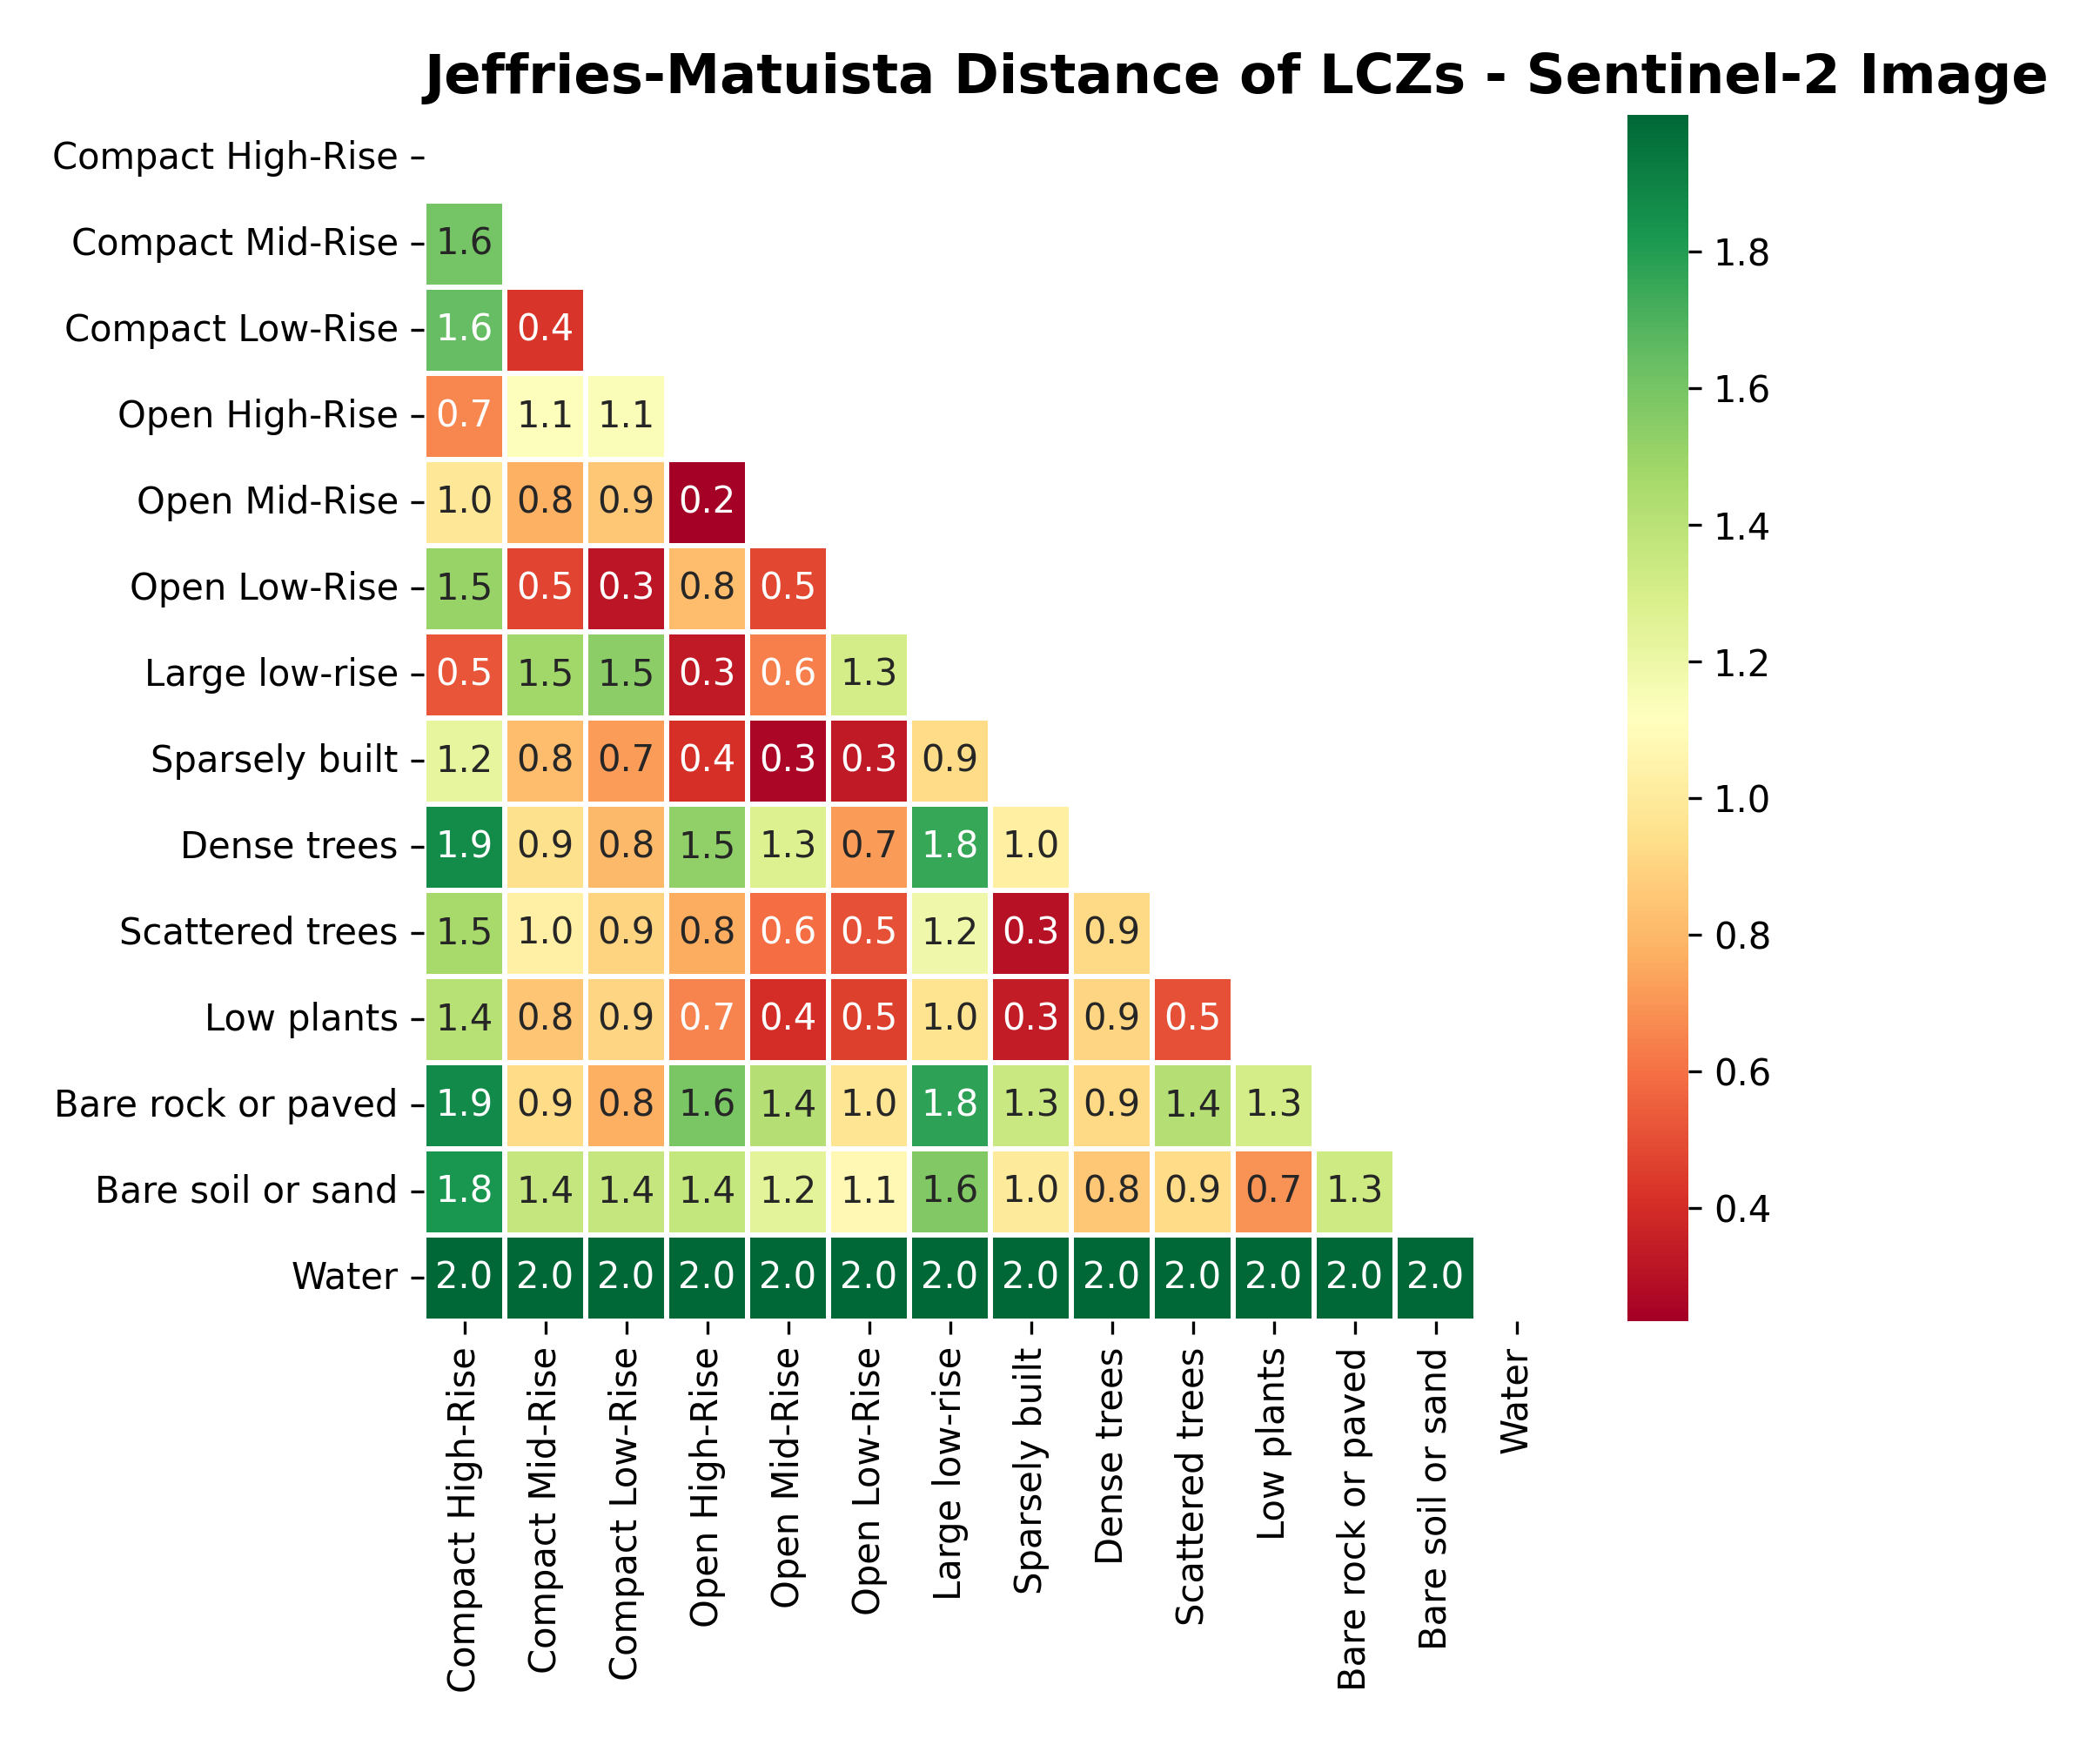 Jeffries-Matuista Distance of LCZs - Sentinel-2 Image
Compact High-Rise
Compact Mid-Rise 1.6
Compact Low-Rise 1.6 0.4
Open High-Rise 0.7 1.1 1.1
Open Mid-Rise 1.0 0.8 0.9 0.2
Open Low-Rise 1.5 0.5 0.3 0.8 0.5
Large low-rise 0.5 1.5 1.5 0.3 0.6 1.3
Sparsely built 1.2 0.8 0.7 0.4 0.3 0.3 0.9
Dense trees 1.9 0.9 0.8 1.5 1.3 0.7 1.8 1.0
Scattered trees 1.5 1.0 0.9 0.8 0.6 0.5 1.2 0.3 0.9
Low plants 1.4 0.8 0.9 0.7 0.4 0.5 1.0 0.3 0.9 0.5
Bare rock or paved 1.9 0.9 0.8 1.6 1.4 1.0 1.8 1.3 0.9 1.4 1.3
Bare soil or sand 1.8 1.4 1.4 1.4 1.2 1.1 1.6 1.0 0.8 0.9 0.7 1.3
Water 2.0 2.0 2.0 2.0 2.0 2.0 2.0 2.0 2.0 2.0 2.0 2.0 2.0
Compact High-Rise
Compact Mid-Rise
Compact Low-Rise
Open High-Rise
Open Mid-Rise
Open Low-Rise
Large low-rise
Sparsely built
Dense trees
Scattered trees
Low plants
Bare rock or paved
Bare soil or sand
Water
1.8
1.6
1.4
1.2
1.0
0.8
0.6
0.4